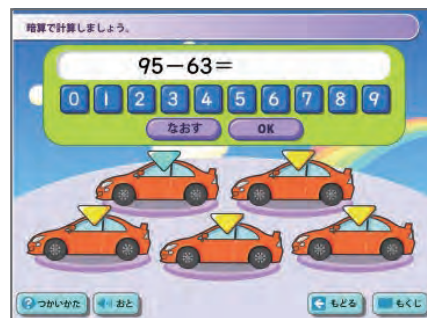 暗算で計算しましょう。
95－63＝
0 1 2 3 4 5 6 7 8 9
なおす OK
つかいかた おと もどる もくじ